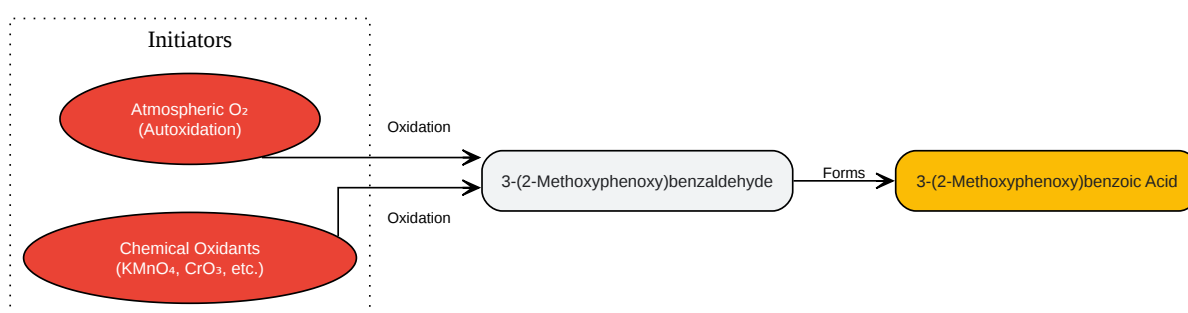 Initiators
Atmospheric O₂
(Autoxidation)
Oxidation
3-(2-Methoxyphenoxy)benzaldehyde
Forms
3-(2-Methoxyphenoxy)benzoic Acid
Oxidation
Chemical Oxidants
(KMnO₄, CrO₃, etc.)